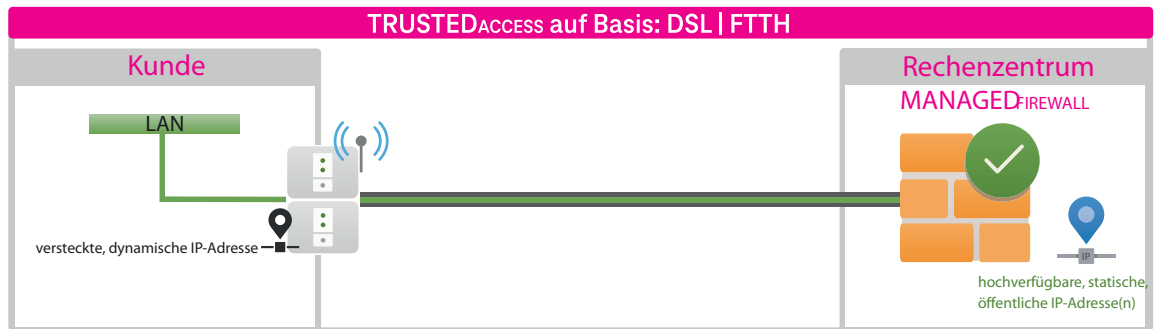 TRUSTEDACCESS auf Basis: DSL | FTTH
Kunde
LAN
versteckte, dynamische IP-Adresse
Rechenzentrum
MANAGEDFIREWALL
IP
hochverfügbare, statische,
öffentliche IP-Adresse(n)